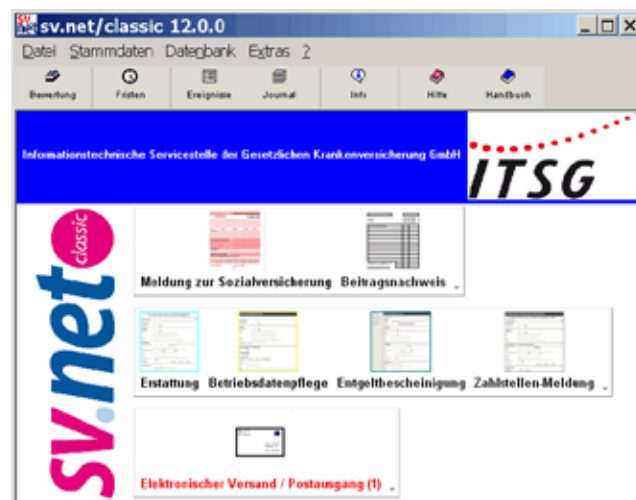 sv.net/classic 12.0.0
Datei Stammdaten Datenbank Extras ?
Bewertung Fristen Ereignisse Journal Info Hilfe Handbuch
Informationstechnische Servicestelle der Gesetzlichen Krankenversicherung GmbH
ITSG
sv.net classic
Meldung zur Sozialversicherung Beitragsnachweis
Erstattung Betriebsdatenpflege Entgeltbescheinigung Zahlstellen-Meldung
Elektronischer Versand / Postausgang (1)